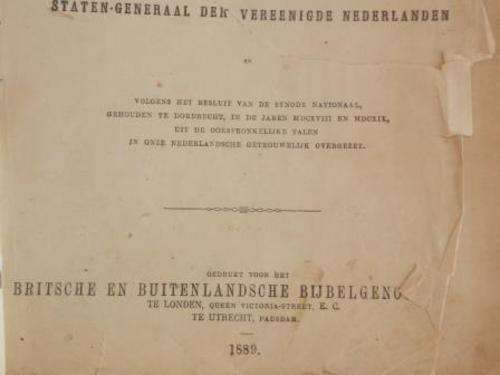 STATEN-GENERAAL DER VEREENIGDE NEDERLANDEN
EN
VOLGENS HET BESLUIT VAN DE SYNODE NATIONAAL,
GEHOUDEN TE DORDRECHT, IN DE JAREN MDCXVIII EN MDCXIX,
UIT DE OORSPRONKELIJKE TALEN
IN ONZE NEDERLANDSCHE GETROUWELIJK OVERGEZET.
GEDRUKT VOOR HET
BRITSCHE EN BUITENLANDSCHE BIJBELGENO
TE LONDEN, QUEEN VICTORIA-STREET, E. C.
TE UTRECHT, PADSDAM.
1889.